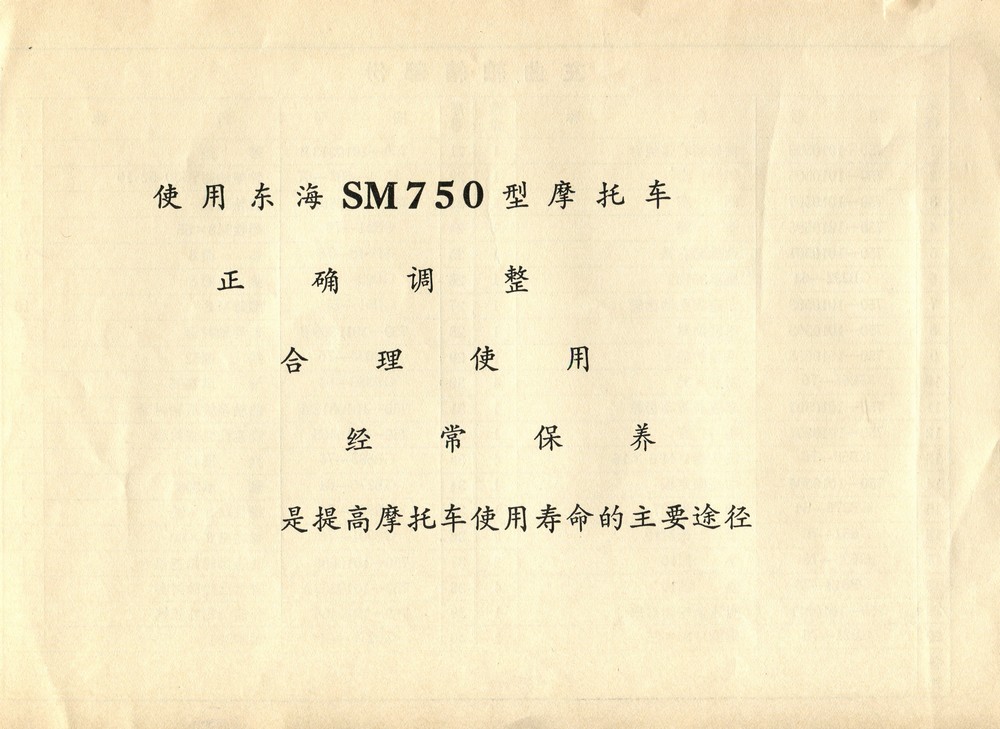 使用东海SM750型摩托车
正确调整
合理使用
经常保养
是提高摩托车使用寿命的主要途径